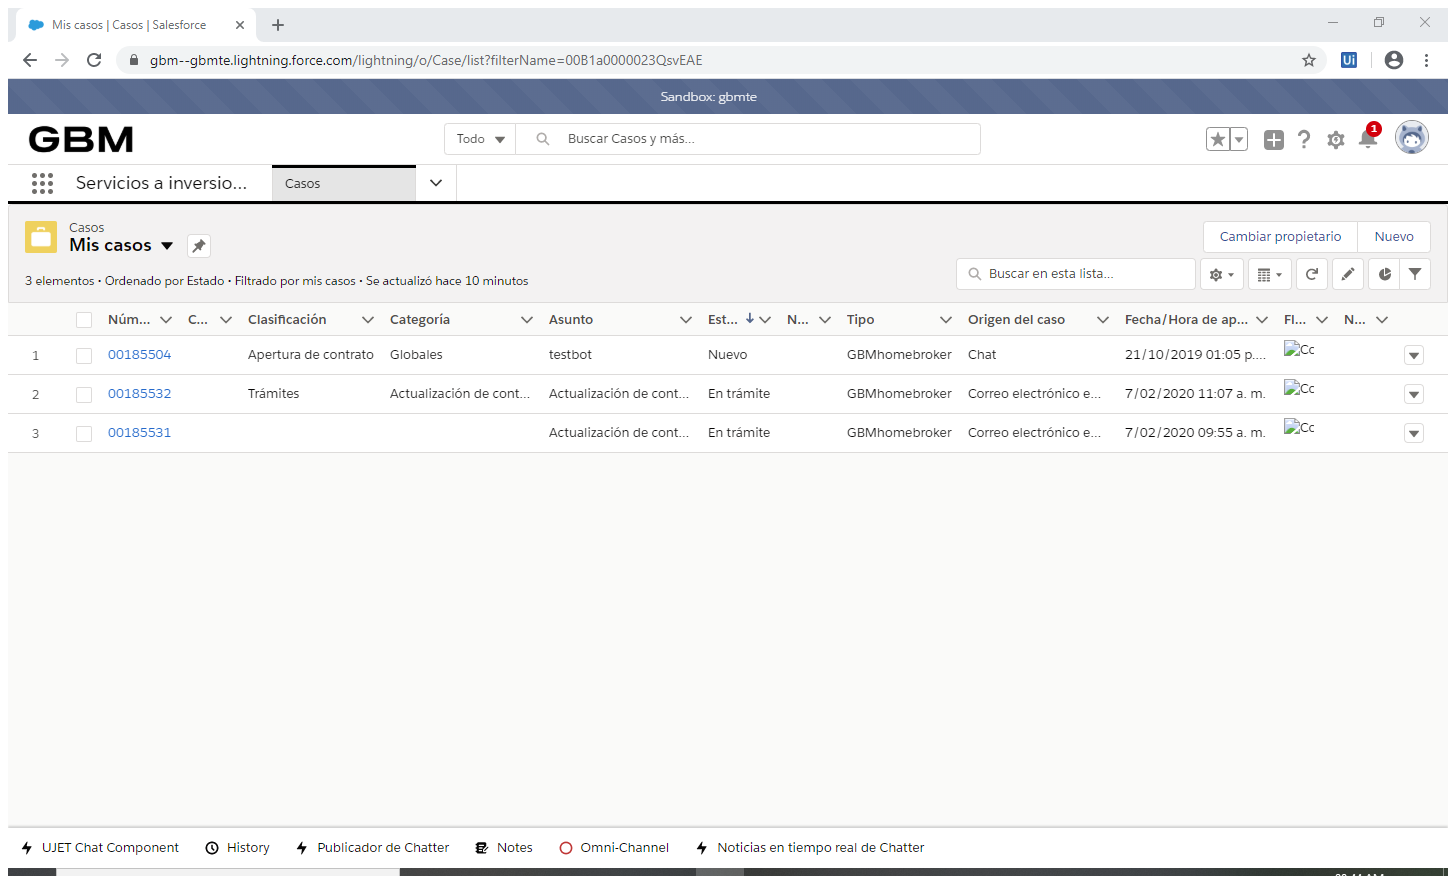 Mis casos | Casos | Salesforce
gbm--gbmte.lightning.force.com/lightning/o/Case/list?filterName=00B1a0000023QsvEAE
Ui
Sandbox: gbmte
GBM
Todo
Buscar Casos y más...
1
Servicios a inversio...
Casos
Casos
Mis casos
Cambiar propietario
Nuevo
3 elementos • Ordenado por Estado • Filtrado por mis casos • Se actualizó hace 10 minutos
Buscar en esta lista...
Núm... C... Clasificación Categoría Asunto Est... N... Tipo Origen del caso Fecha/Hora de ap... Fl... N...
1 00185504 Apertura de contrato Globales testbot Nuevo GBMhomebroker Chat 21/10/2019 01:05 p.... Co
2 00185532 Trámites Actualización de cont... Actualización de cont... En trámite GBMhomebroker Correo electrónico e... 7/02/2020 11:07 a. m. Co
3 00185531 Actualización de cont... En trámite GBMhomebroker Correo electrónico e... 7/02/2020 09:55 a. m. Co
UJET Chat Component History Publicador de Chatter Notes Omni-Channel Noticias en tiempo real de Chatter